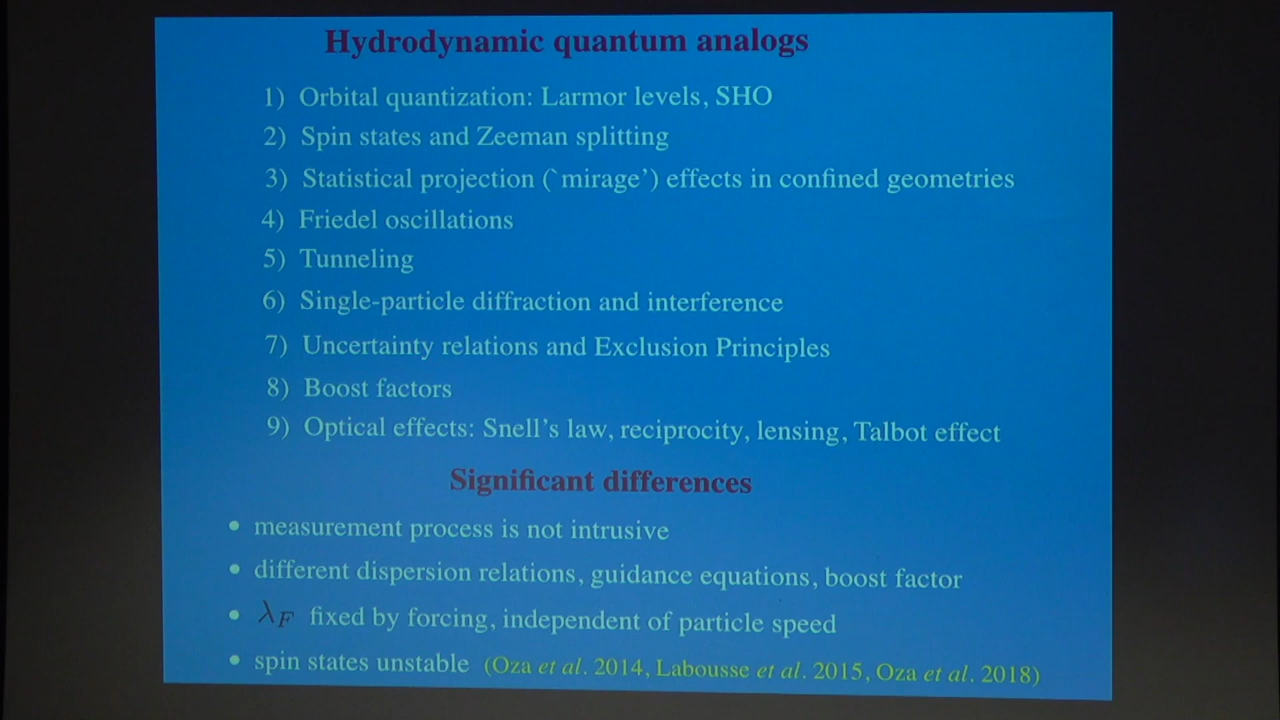 Hydrodynamic quantum analogs
1) Orbital quantization: Larmor levels, SHO
2) Spin states and Zeeman splitting
3) Statistical projection (`mirage') effects in confined geometries
4) Friedel oscillations
5) Tunneling
6) Single-particle diffraction and interference
7) Uncertainty relations and Exclusion Principles
8) Boost factors
9) Optical effects: Snell's law, reciprocity, lensing, Talbot effect
Significant differences
• measurement process is not intrusive
• different dispersion relations, guidance equations, boost factor
• λ_F fixed by forcing, independent of particle speed
• spin states unstable (Oza et al. 2014, Labousse et al. 2015, Oza et al. 2018)